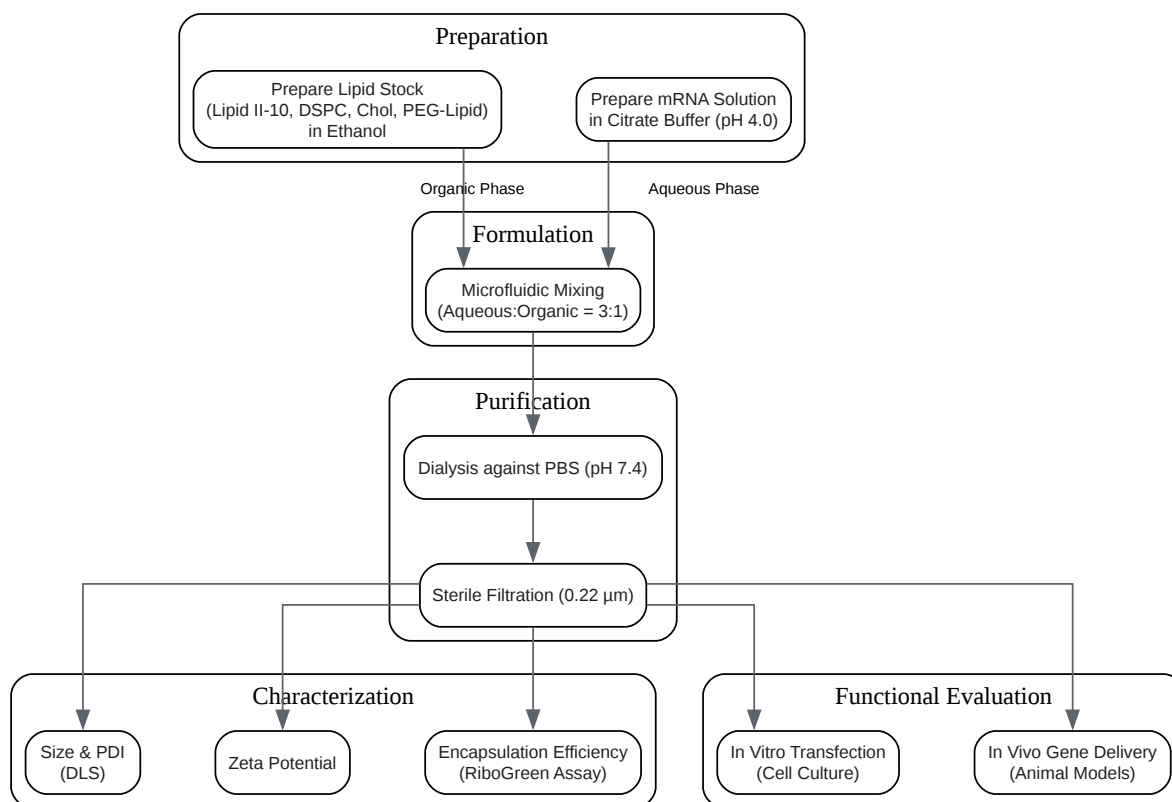 Preparation
Prepare Lipid Stock
(Lipid II-10, DSPC, Chol, PEG-Lipid)
in Ethanol
Prepare mRNA Solution
in Citrate Buffer (pH 4.0)
Organic Phase
Aqueous Phase
Formulation
Microfluidic Mixing
(Aqueous:Organic = 3:1)
Purification
Dialysis against PBS (pH 7.4)
Sterile Filtration (0.22 µm)
Characterization
Size & PDI
(DLS)
Zeta Potential
Encapsulation Efficiency
(RiboGreen Assay)
Functional Evaluation
In Vitro Transfection
(Cell Culture)
In Vivo Gene Delivery
(Animal Models)